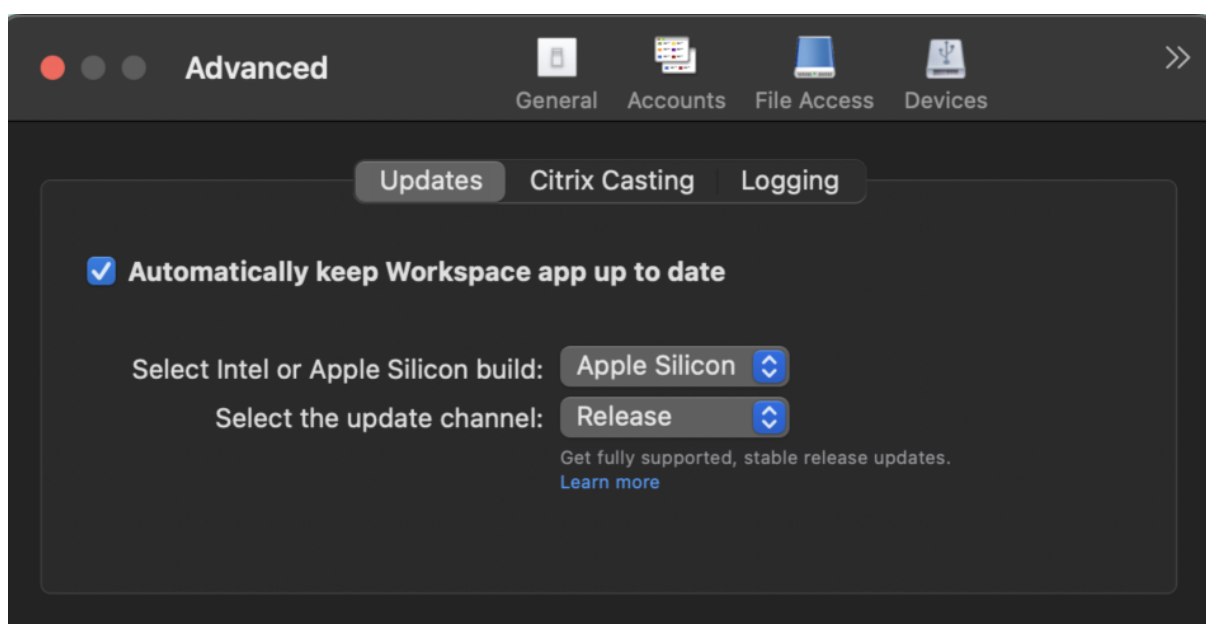 Advanced
General Accounts File Access Devices
Updates Citrix Casting Logging
Automatically keep Workspace app up to date
Select Intel or Apple Silicon build: Apple Silicon
Select the update channel: Release
Get fully supported, stable release updates.
Learn more